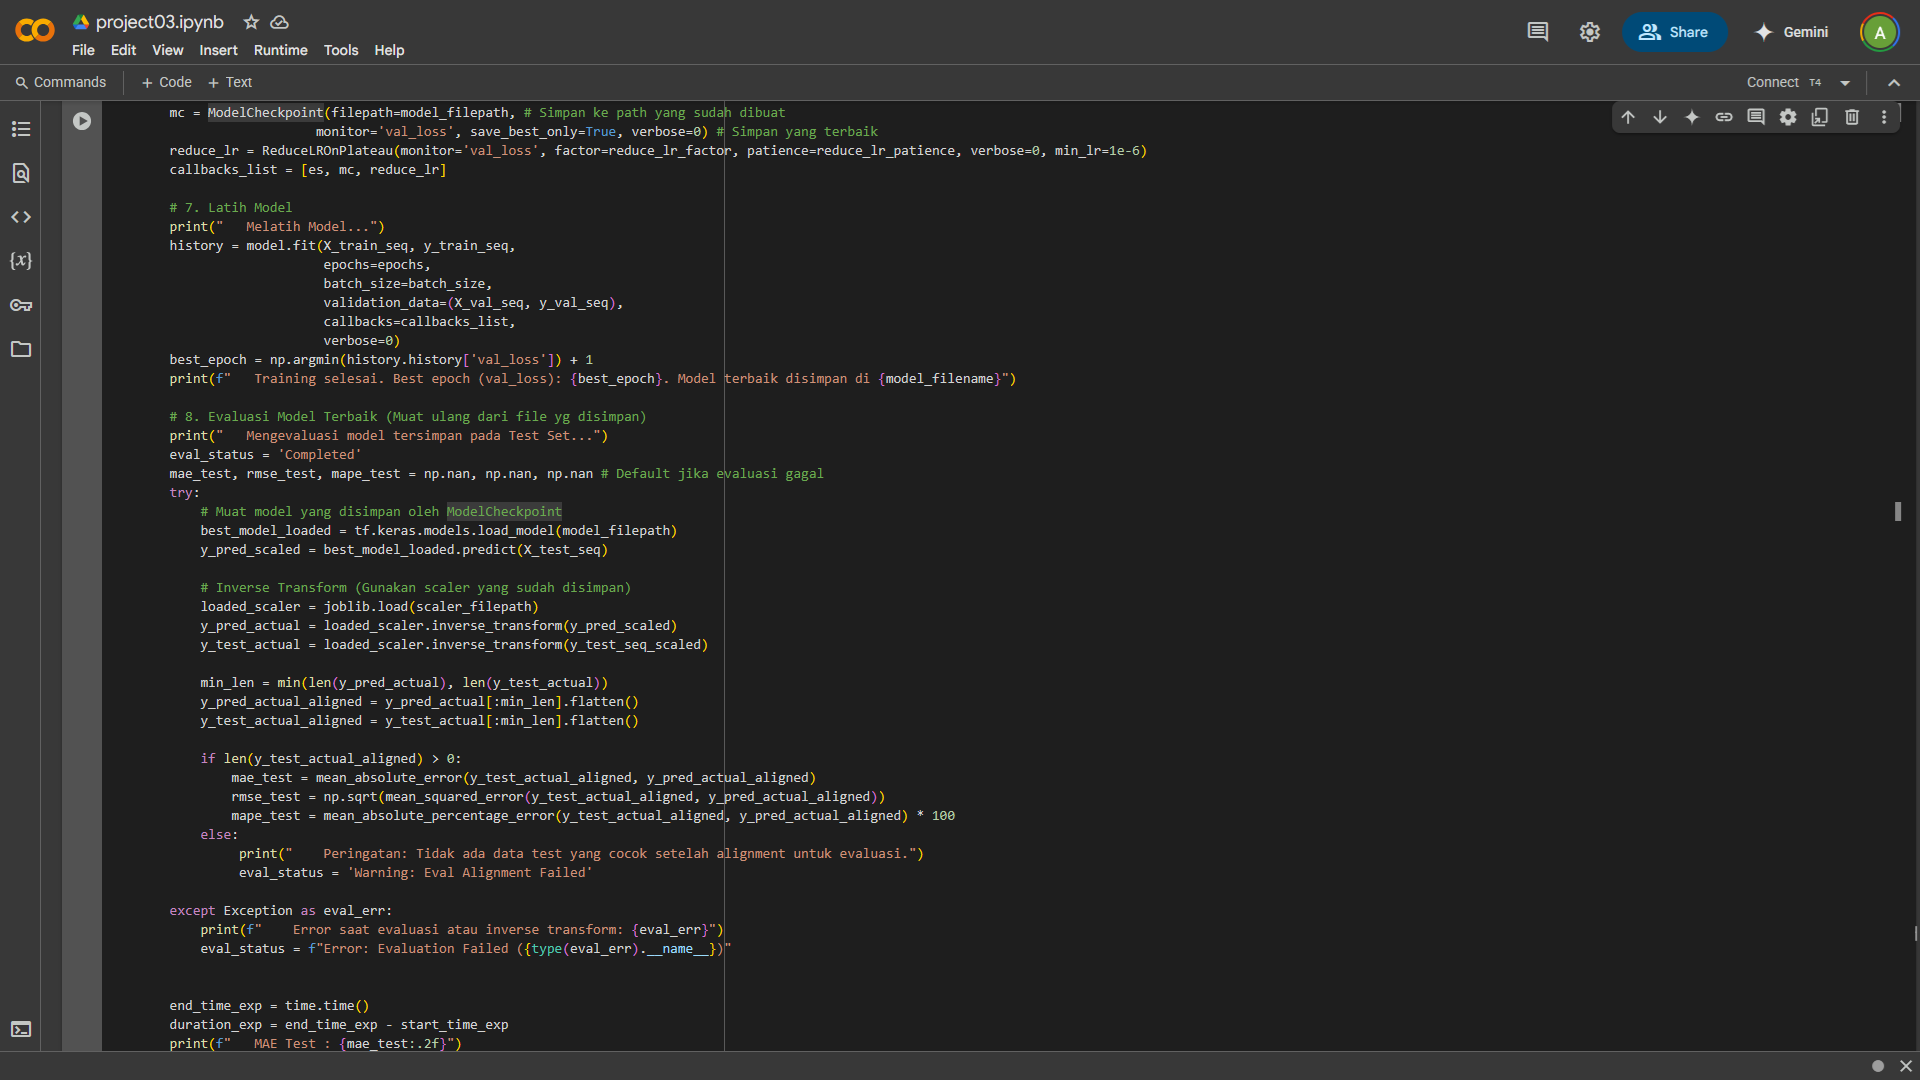 project03.ipynb
File Edit View Insert Runtime Tools Help
Share
Gemini
A
Commands + Code + Text
Connect T4
mc = ModelCheckpoint(filepath=model_filepath, # Simpan ke path yang sudah dibuat
monitor='val_loss', save_best_only=True, verbose=0) # Simpan yang terbaik
reduce_lr = ReduceLROnPlateau(monitor='val_loss', factor=reduce_lr_factor, patience=reduce_lr_patience, verbose=0, min_lr=1e-6)
callbacks_list = [es, mc, reduce_lr]
# 7. Latih Model
print("   Melatih Model...")
history = model.fit(X_train_seq, y_train_seq,
epochs=epochs,
batch_size=batch_size,
validation_data=(X_val_seq, y_val_seq),
callbacks=callbacks_list,
verbose=0)
best_epoch = np.argmin(history.history['val_loss']) + 1
print(f"   Training selesai. Best epoch (val_loss): {best_epoch}. Model terbaik disimpan di {model_filename}")
# 8. Evaluasi Model Terbaik (Muat ulang dari file yg disimpan)
print("   Mengevaluasi model tersimpan pada Test Set...")
eval_status = 'Completed'
mae_test, rmse_test, mape_test = np.nan, np.nan, np.nan # Default jika evaluasi gagal
try:
# Muat model yang disimpan oleh ModelCheckpoint
best_model_loaded = tf.keras.models.load_model(model_filepath)
y_pred_scaled = best_model_loaded.predict(X_test_seq)
# Inverse Transform (Gunakan scaler yang sudah disimpan)
loaded_scaler = joblib.load(scaler_filepath)
y_pred_actual = loaded_scaler.inverse_transform(y_pred_scaled)
y_test_actual = loaded_scaler.inverse_transform(y_test_seq_scaled)
min_len = min(len(y_pred_actual), len(y_test_actual))
y_pred_actual_aligned = y_pred_actual[:min_len].flatten()
y_test_actual_aligned = y_test_actual[:min_len].flatten()
if len(y_test_actual_aligned) > 0:
mae_test = mean_absolute_error(y_test_actual_aligned, y_pred_actual_aligned)
rmse_test = np.sqrt(mean_squared_error(y_test_actual_aligned, y_pred_actual_aligned))
mape_test = mean_absolute_percentage_error(y_test_actual_aligned, y_pred_actual_aligned) * 100
else:
print("    Peringatan: Tidak ada data test yang cocok setelah alignment untuk evaluasi.")
eval_status = 'Warning: Eval Alignment Failed'
except Exception as eval_err:
print(f"    Error saat evaluasi atau inverse transform: {eval_err}")
eval_status = f"Error: Evaluation Failed ({type(eval_err).__name__})"
end_time_exp = time.time()
duration_exp = end_time_exp - start_time_exp
print(f"   MAE Test : {mae_test:.2f}")